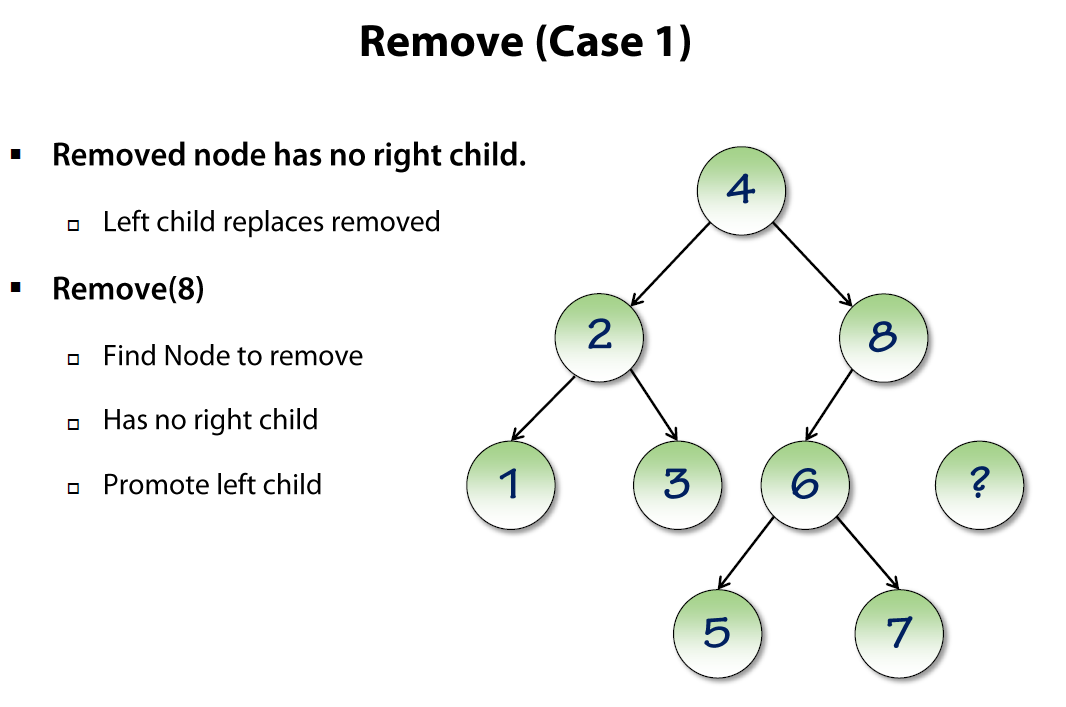 Remove (Case 1)
Removed node has no right child.
Left child replaces removed
Remove(8)
Find Node to remove
Has no right child
Promote left child
4
2
8
1
3
6
?
5
7